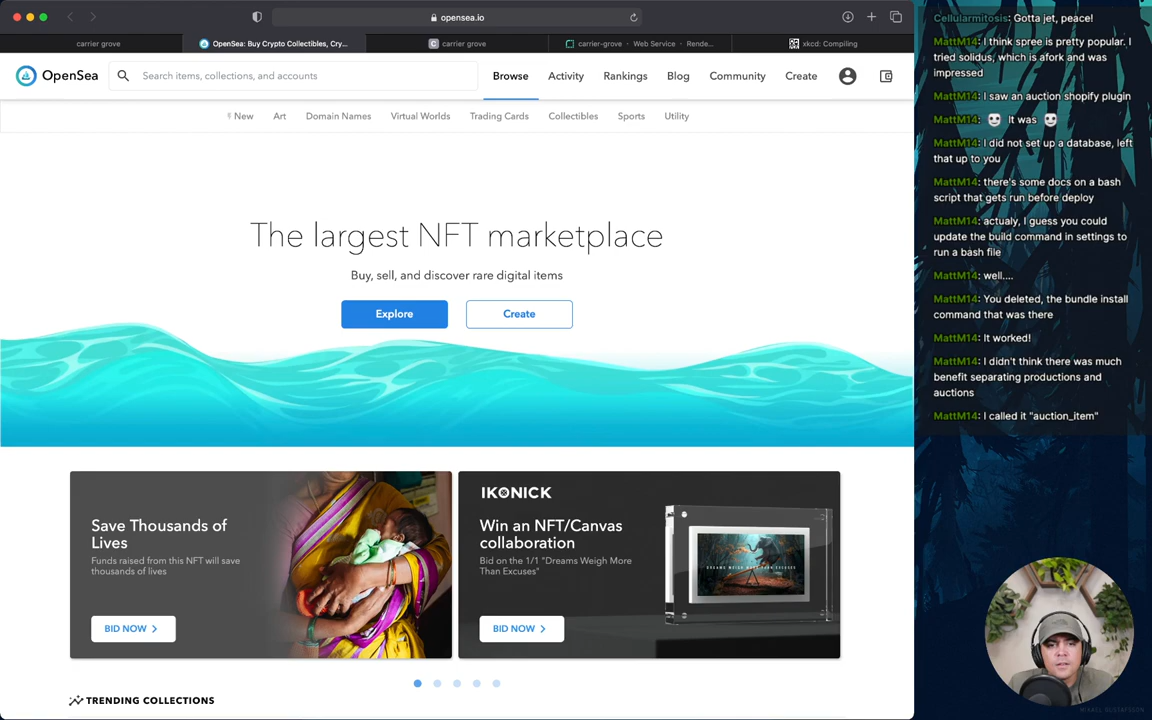 opensea.io
carrier grove
OpenSea: Buy Crypto Collectibles, Cry...
carrier grove
carrier-grove · Web Service · Rende...
xkcd: Compiling
OpenSea
Search items, collections, and accounts
Browse
Activity
Rankings
Blog
Community
Create
New
Art
Domain Names
Virtual Worlds
Trading Cards
Collectibles
Sports
Utility
The largest NFT marketplace
Buy, sell, and discover rare digital items
Explore
Create
Save Thousands of
Lives
Funds raised from this NFT will save
thousands of lives
BID NOW
IKONICK
Win an NFT/Canvas
collaboration
Bid on the 1/1 "Dreams Weigh More
Than Excuses"
BID NOW
DREAMS WEIGH MORE THAN EXCUSES
TRENDING COLLECTIONS
Cellularmitosis: Gotta jet, peace!
MattM14: I think spree is pretty popular. I
tried solidus, which is afork and was
impressed
MattM14: I saw an auction shopify plugin
MattM14: It was
MattM14: I did not set up a database, left
that up to you
MattM14: there's some docs on a bash
script that gets run before deploy
MattM14: actualy, I guess you could
update the build command in settings to
run a bash file
MattM14: well....
MattM14: You deleted, the bundle install
command that was there
MattM14: It worked!
MattM14: I didn't think there was much
benefit separating productions and
auctions
MattM14: I called it "auction_item"
MIKAEL GUSTAFSSON